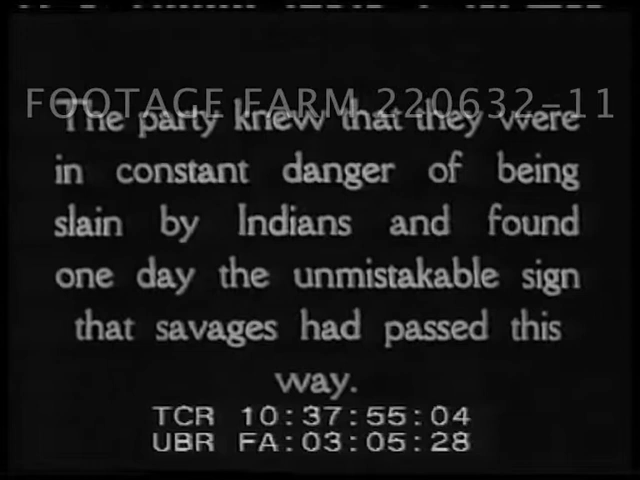 FOOTAGE FARM 220632-11
The party knew that they were
in constant danger of being
slain by Indians and found
one day the unmistakable sign
that savages had passed this
way.
TCR 10:37:55:04
UBR FA:03:05:28